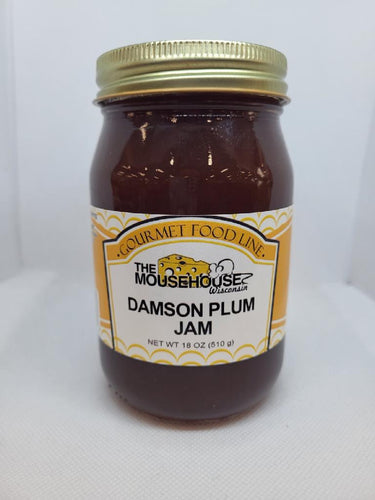 • GOURMET FOOD LINE •
THE
MOUSEHOUSE
Wisconsin
DAMSON PLUM
JAM
NET WT 18 OZ (510 g)